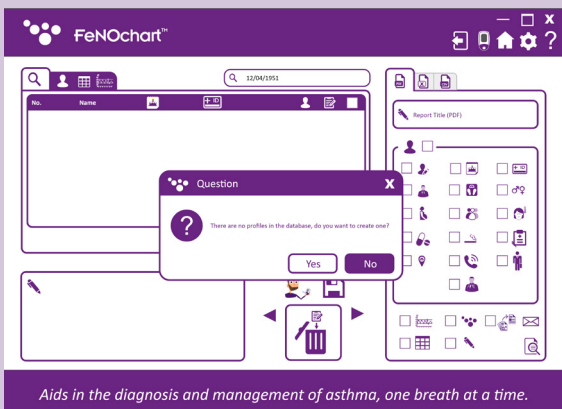 FeNOchart™
12/04/1951
No. Name + ID
Report Title (PDF)
+ ID
Question X
There are no profiles in the database, do you want to create one?
Yes No
Aids in the diagnosis and management of asthma, one breath at a time.